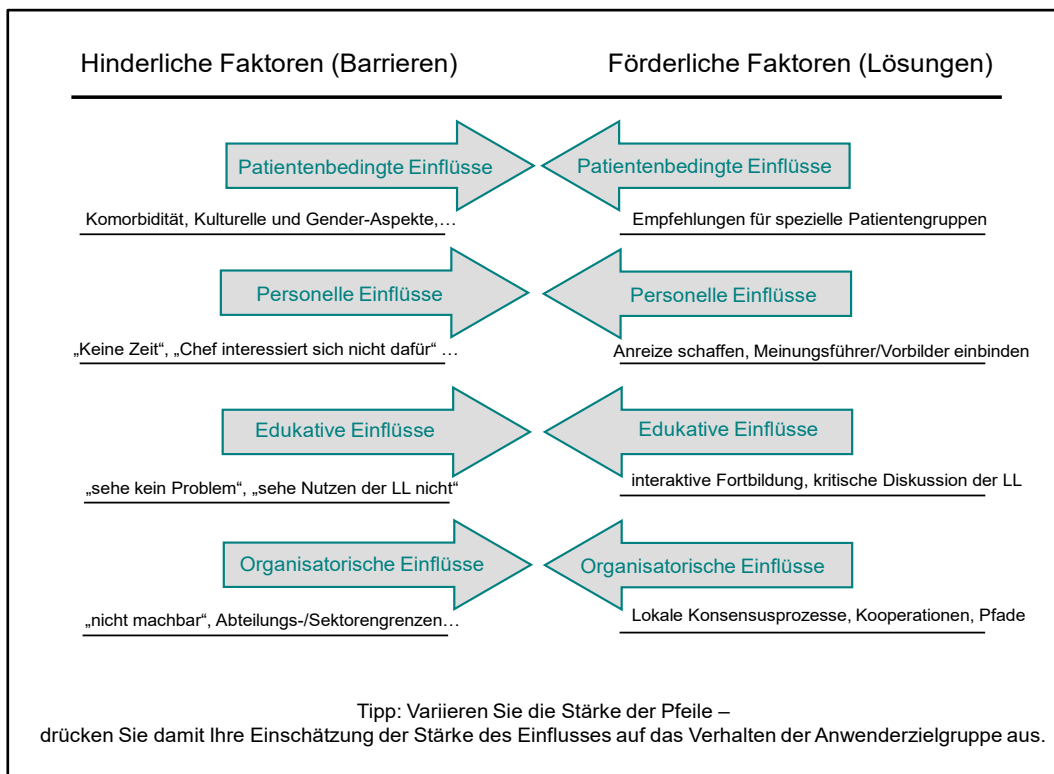 Hinderliche Faktoren (Barrieren)
Förderliche Faktoren (Lösungen)
Patientenbedingte Einflüsse
Patientenbedingte Einflüsse
Komorbidität, Kulturelle und Gender-Aspekte,…
Empfehlungen für spezielle Patientengruppen
Personelle Einflüsse
Personelle Einflüsse
„Keine Zeit“, „Chef interessiert sich nicht dafür“ …
Anreize schaffen, Meinungsführer/Vorbilder einbinden
Edukative Einflüsse
Edukative Einflüsse
„sehe kein Problem“, „sehe Nutzen der LL nicht“
interaktive Fortbildung, kritische Diskussion der LL
Organisatorische Einflüsse
Organisatorische Einflüsse
„nicht machbar“, Abteilungs-/Sektorengrenzen…
Lokale Konsensusprozesse, Kooperationen, Pfade
Tipp: Variieren Sie die Stärke der Pfeile –
drücken Sie damit Ihre Einschätzung der Stärke des Einflusses auf das Verhalten der Anwenderzielgruppe aus.